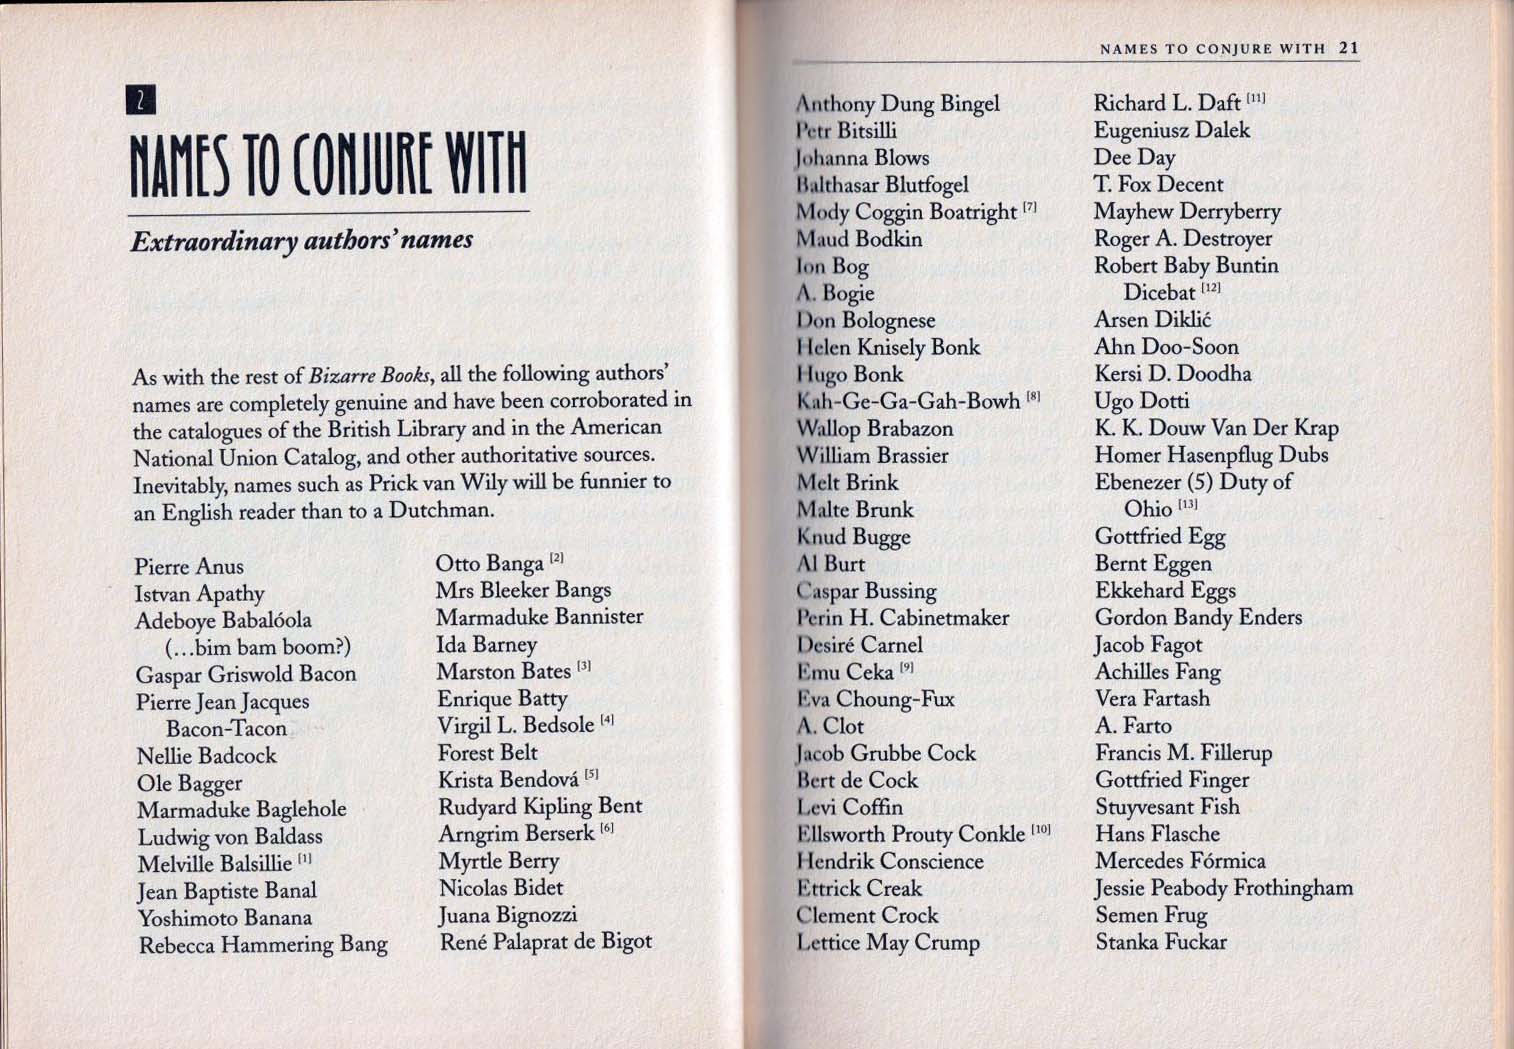 2
NAMES TO CONJURE WITH
Extraordinary authors' names
As with the rest of Bizarre Books, all the following authors'
names are completely genuine and have been corroborated in
the catalogues of the British Library and in the American
National Union Catalog, and other authoritative sources.
Inevitably, names such as Prick van Wily will be funnier to
an English reader than to a Dutchman.
Pierre Anus
Istvan Apathy
Adeboye Babalóola
(...bim bam boom?)
Gaspar Griswold Bacon
Pierre Jean Jacques
Bacon-Tacon
Nellie Badcock
Ole Bagger
Marmaduke Baglehole
Ludwig von Baldass
Melville Balsillie [1]
Jean Baptiste Banal
Yoshimoto Banana
Rebecca Hammering Bang
Otto Banga [2]
Mrs Bleeker Bangs
Marmaduke Bannister
Ida Barney
Marston Bates [3]
Enrique Batty
Virgil L. Bedsole [4]
Forest Belt
Krista Bendová [5]
Rudyard Kipling Bent
Arngrim Berserk [6]
Myrtle Berry
Nicolas Bidet
Juana Bignozzi
René Palaprat de Bigot
NAMES TO CONJURE WITH 21
Anthony Dung Bingel
Petr Bitsilli
Johanna Blows
Balthasar Blutfogel
Mody Coggin Boatright [7]
Maud Bodkin
Ion Bog
A. Bogie
Don Bolognese
Helen Knisely Bonk
Hugo Bonk
Kah-Ge-Ga-Gah-Bowh [8]
Wallop Brabazon
William Brassier
Melt Brink
Malte Brunk
Knud Bugge
Al Burt
Caspar Bussing
Perin H. Cabinetmaker
Desiré Carnel
Emu Ceka [9]
Eva Choung-Fux
A. Clot
Jacob Grubbe Cock
Bert de Cock
Levi Coffin
Ellsworth Prouty Conkle [10]
Hendrik Conscience
Ettrick Creak
Clement Crock
Lettice May Crump
Richard L. Daft [11]
Eugeniusz Dalek
Dee Day
T. Fox Decent
Mayhew Derryberry
Roger A. Destroyer
Robert Baby Buntin
Dicebat [12]
Arsen Diklić
Ahn Doo-Soon
Kersi D. Doodha
Ugo Dotti
K. K. Douw Van Der Krap
Homer Hasenpflug Dubs
Ebenezer (5) Duty of
Ohio [13]
Gottfried Egg
Bernt Eggen
Ekkehard Eggs
Gordon Bandy Enders
Jacob Fagot
Achilles Fang
Vera Fartash
A. Farto
Francis M. Fillerup
Gottfried Finger
Stuyvesant Fish
Hans Flasche
Mercedes Fórmica
Jessie Peabody Frothingham
Semen Frug
Stanka Fuckar